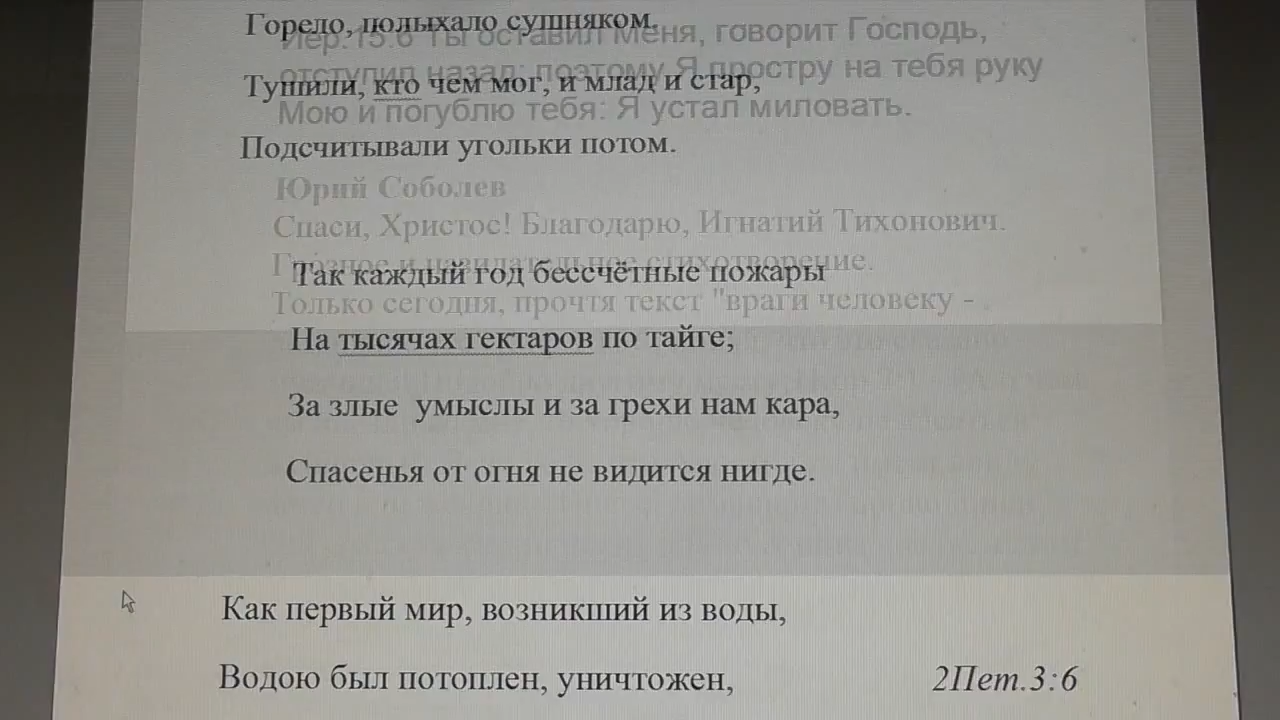 Горело, полыхало сушняком.
Иер.15:6 Ты оставил Меня, говорит Господь,
отступил назад; поэтому Я простру на тебя руку
Тушили, кто чем мог, и млад и стар,
Мою и погублю тебя: Я устал миловать.
Подсчитывали угольки потом.
Юрий Соболев
Спаси, Христос! Благодарю, Игнатий Тихонович.
Грозное и назидательное стихотворение.
Так каждый год бессчётные пожары
Только сегодня, прочтя текст "враги человеку -
На тысячах гектаров по тайге;
За злые умыслы и за грехи нам кара,
Спасенья от огня не видится нигде.
Как первый мир, возникший из воды,
Водою был потоплен, уничтожен, 2Пет.3:6